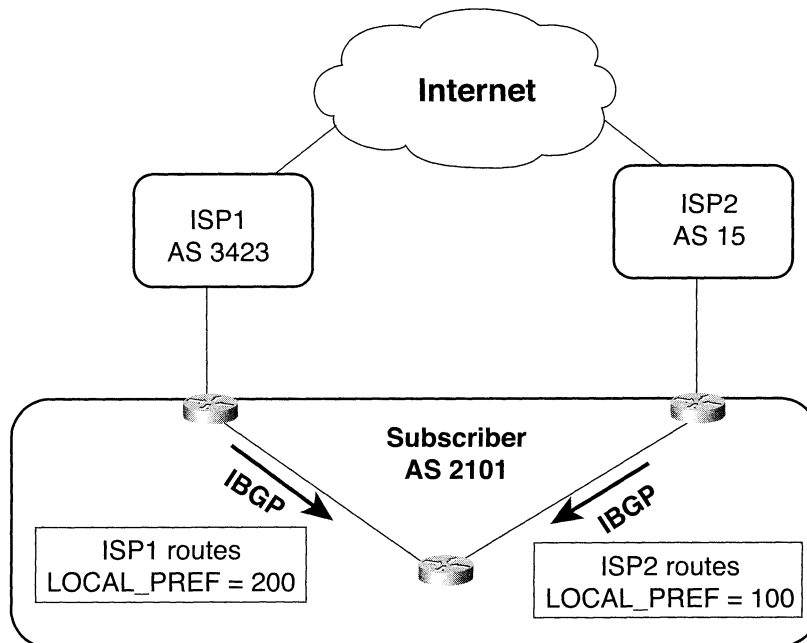 Internet
ISP1
AS 3423
ISP2
AS 15
Subscriber
AS 2101
IBGP
IBGP
ISP1 routes
LOCAL_PREF = 200
ISP2 routes
LOCAL_PREF = 100